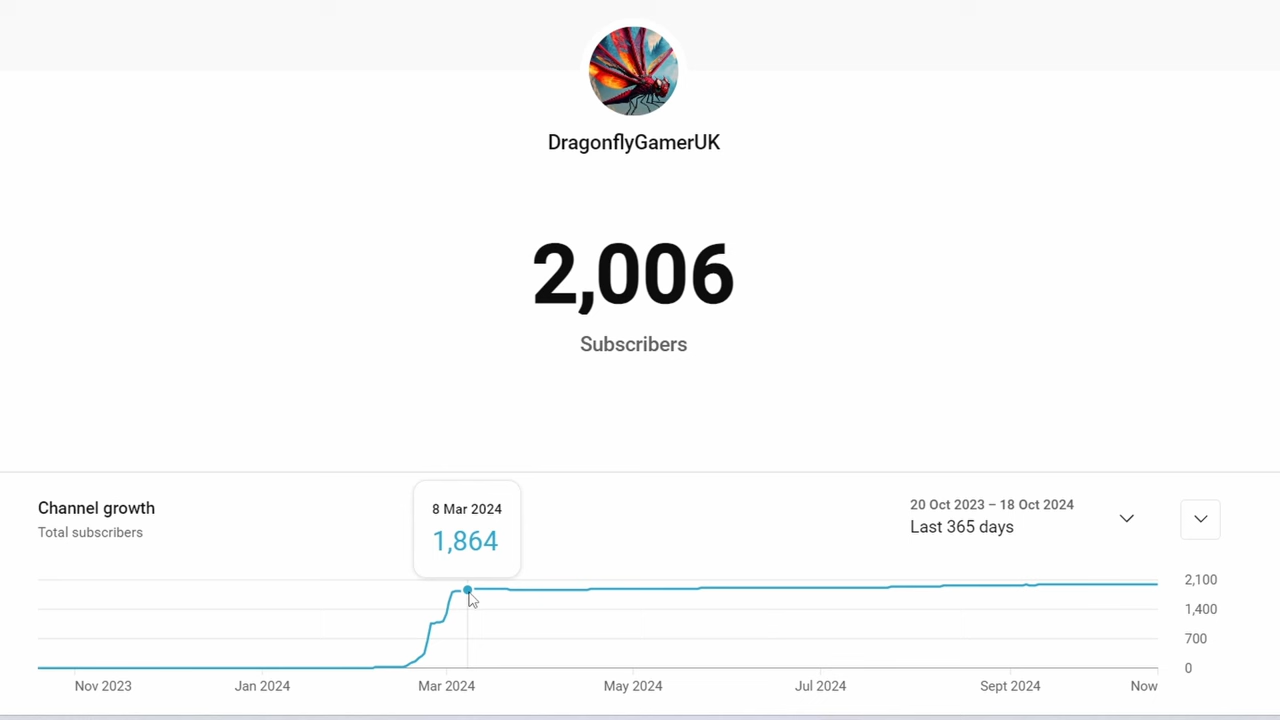 DragonflyGamerUK
2,006
Subscribers
Channel growth
Total subscribers
8 Mar 2024
1,864
20 Oct 2023 – 18 Oct 2024
Last 365 days
2,100
1,400
700
0
Nov 2023 Jan 2024 Mar 2024 May 2024 Jul 2024 Sept 2024 Now